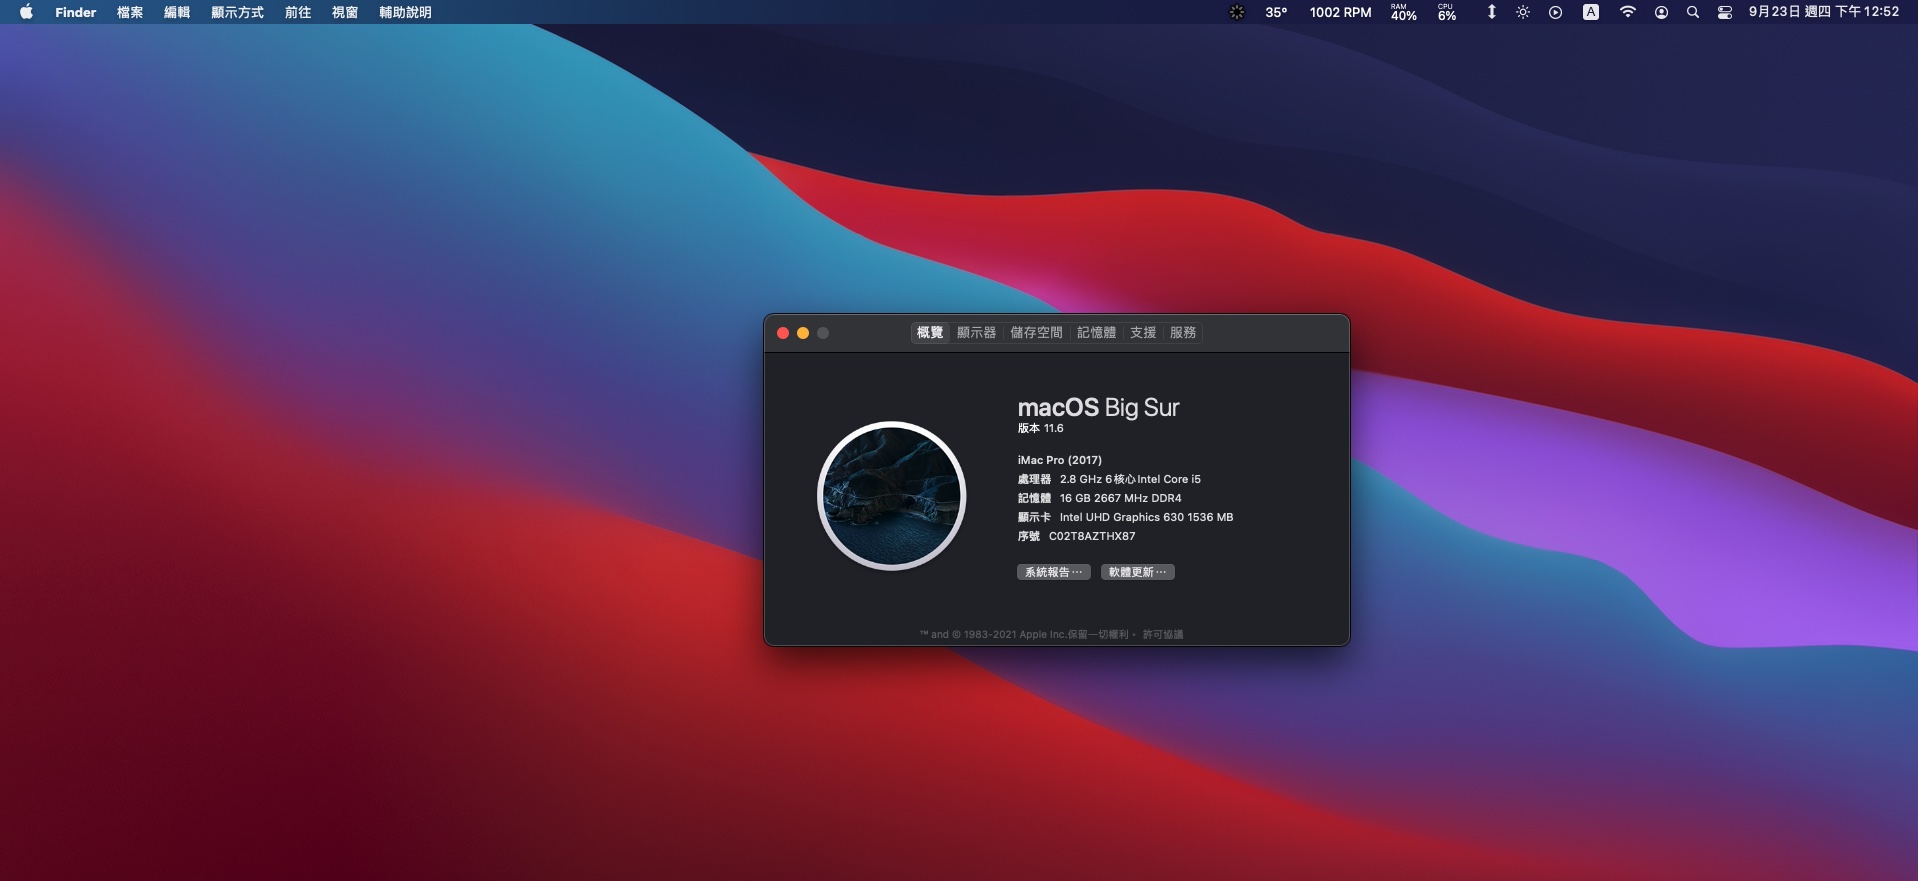 Finder 檔案 編輯 顯示方式 前往 視窗 輔助說明 35° 1002 RPM RAM 40% CPU 6% A 9月23日 週四 下午12:52
概覽 顯示器 儲存空間 記憶體 支援 服務
macOS Big Sur
版本 11.6
iMac Pro (2017)
處理器 2.8 GHz 6核心Intel Core i5
記憶體 16 GB 2667 MHz DDR4
顯示卡 Intel UHD Graphics 630 1536 MB
序號 C02T8AZTHX87
系統報告⋯ 軟體更新⋯
™ and © 1983-2021 Apple Inc.保留一切權利。 許可協議